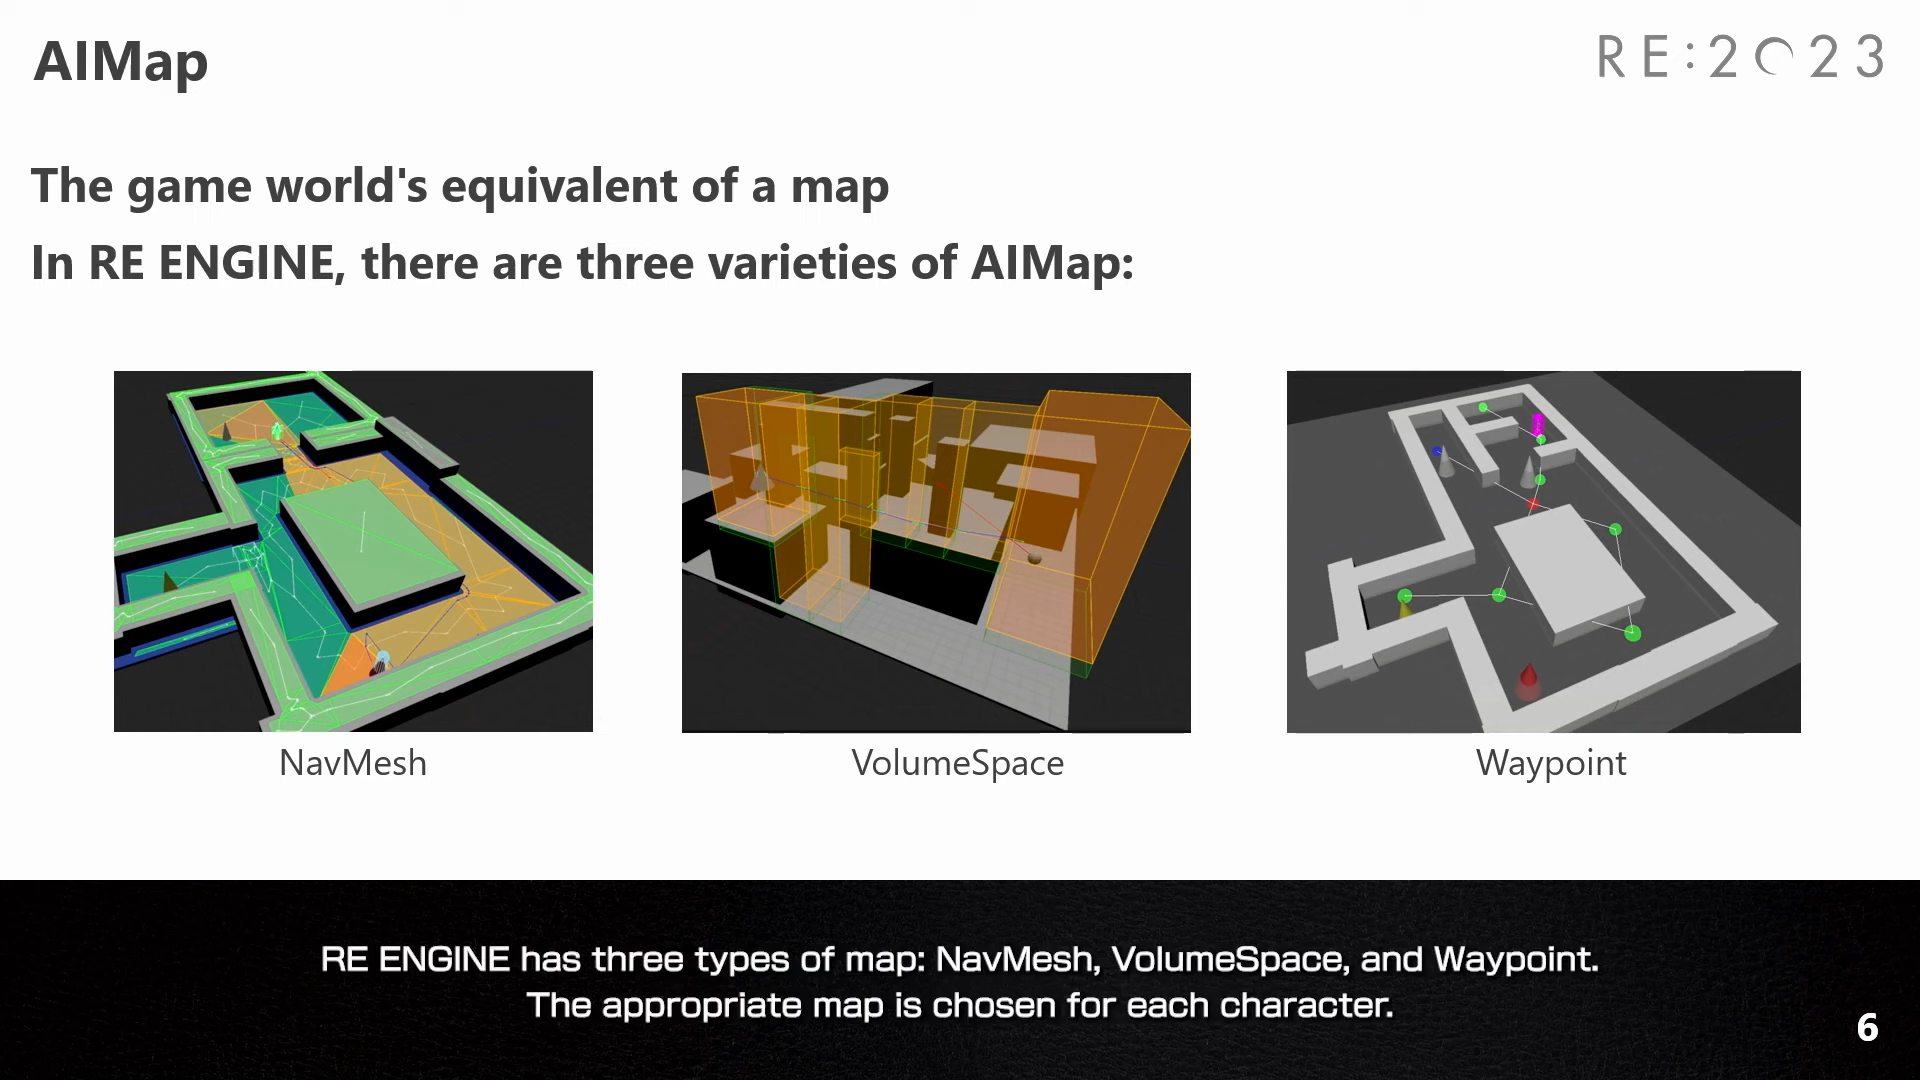 AIMap
RE:2023
The game world's equivalent of a map
In RE ENGINE, there are three varieties of AIMap:
NavMesh
VolumeSpace
Waypoint
RE ENGINE has three types of map: NavMesh, VolumeSpace, and Waypoint.
The appropriate map is chosen for each character.
6